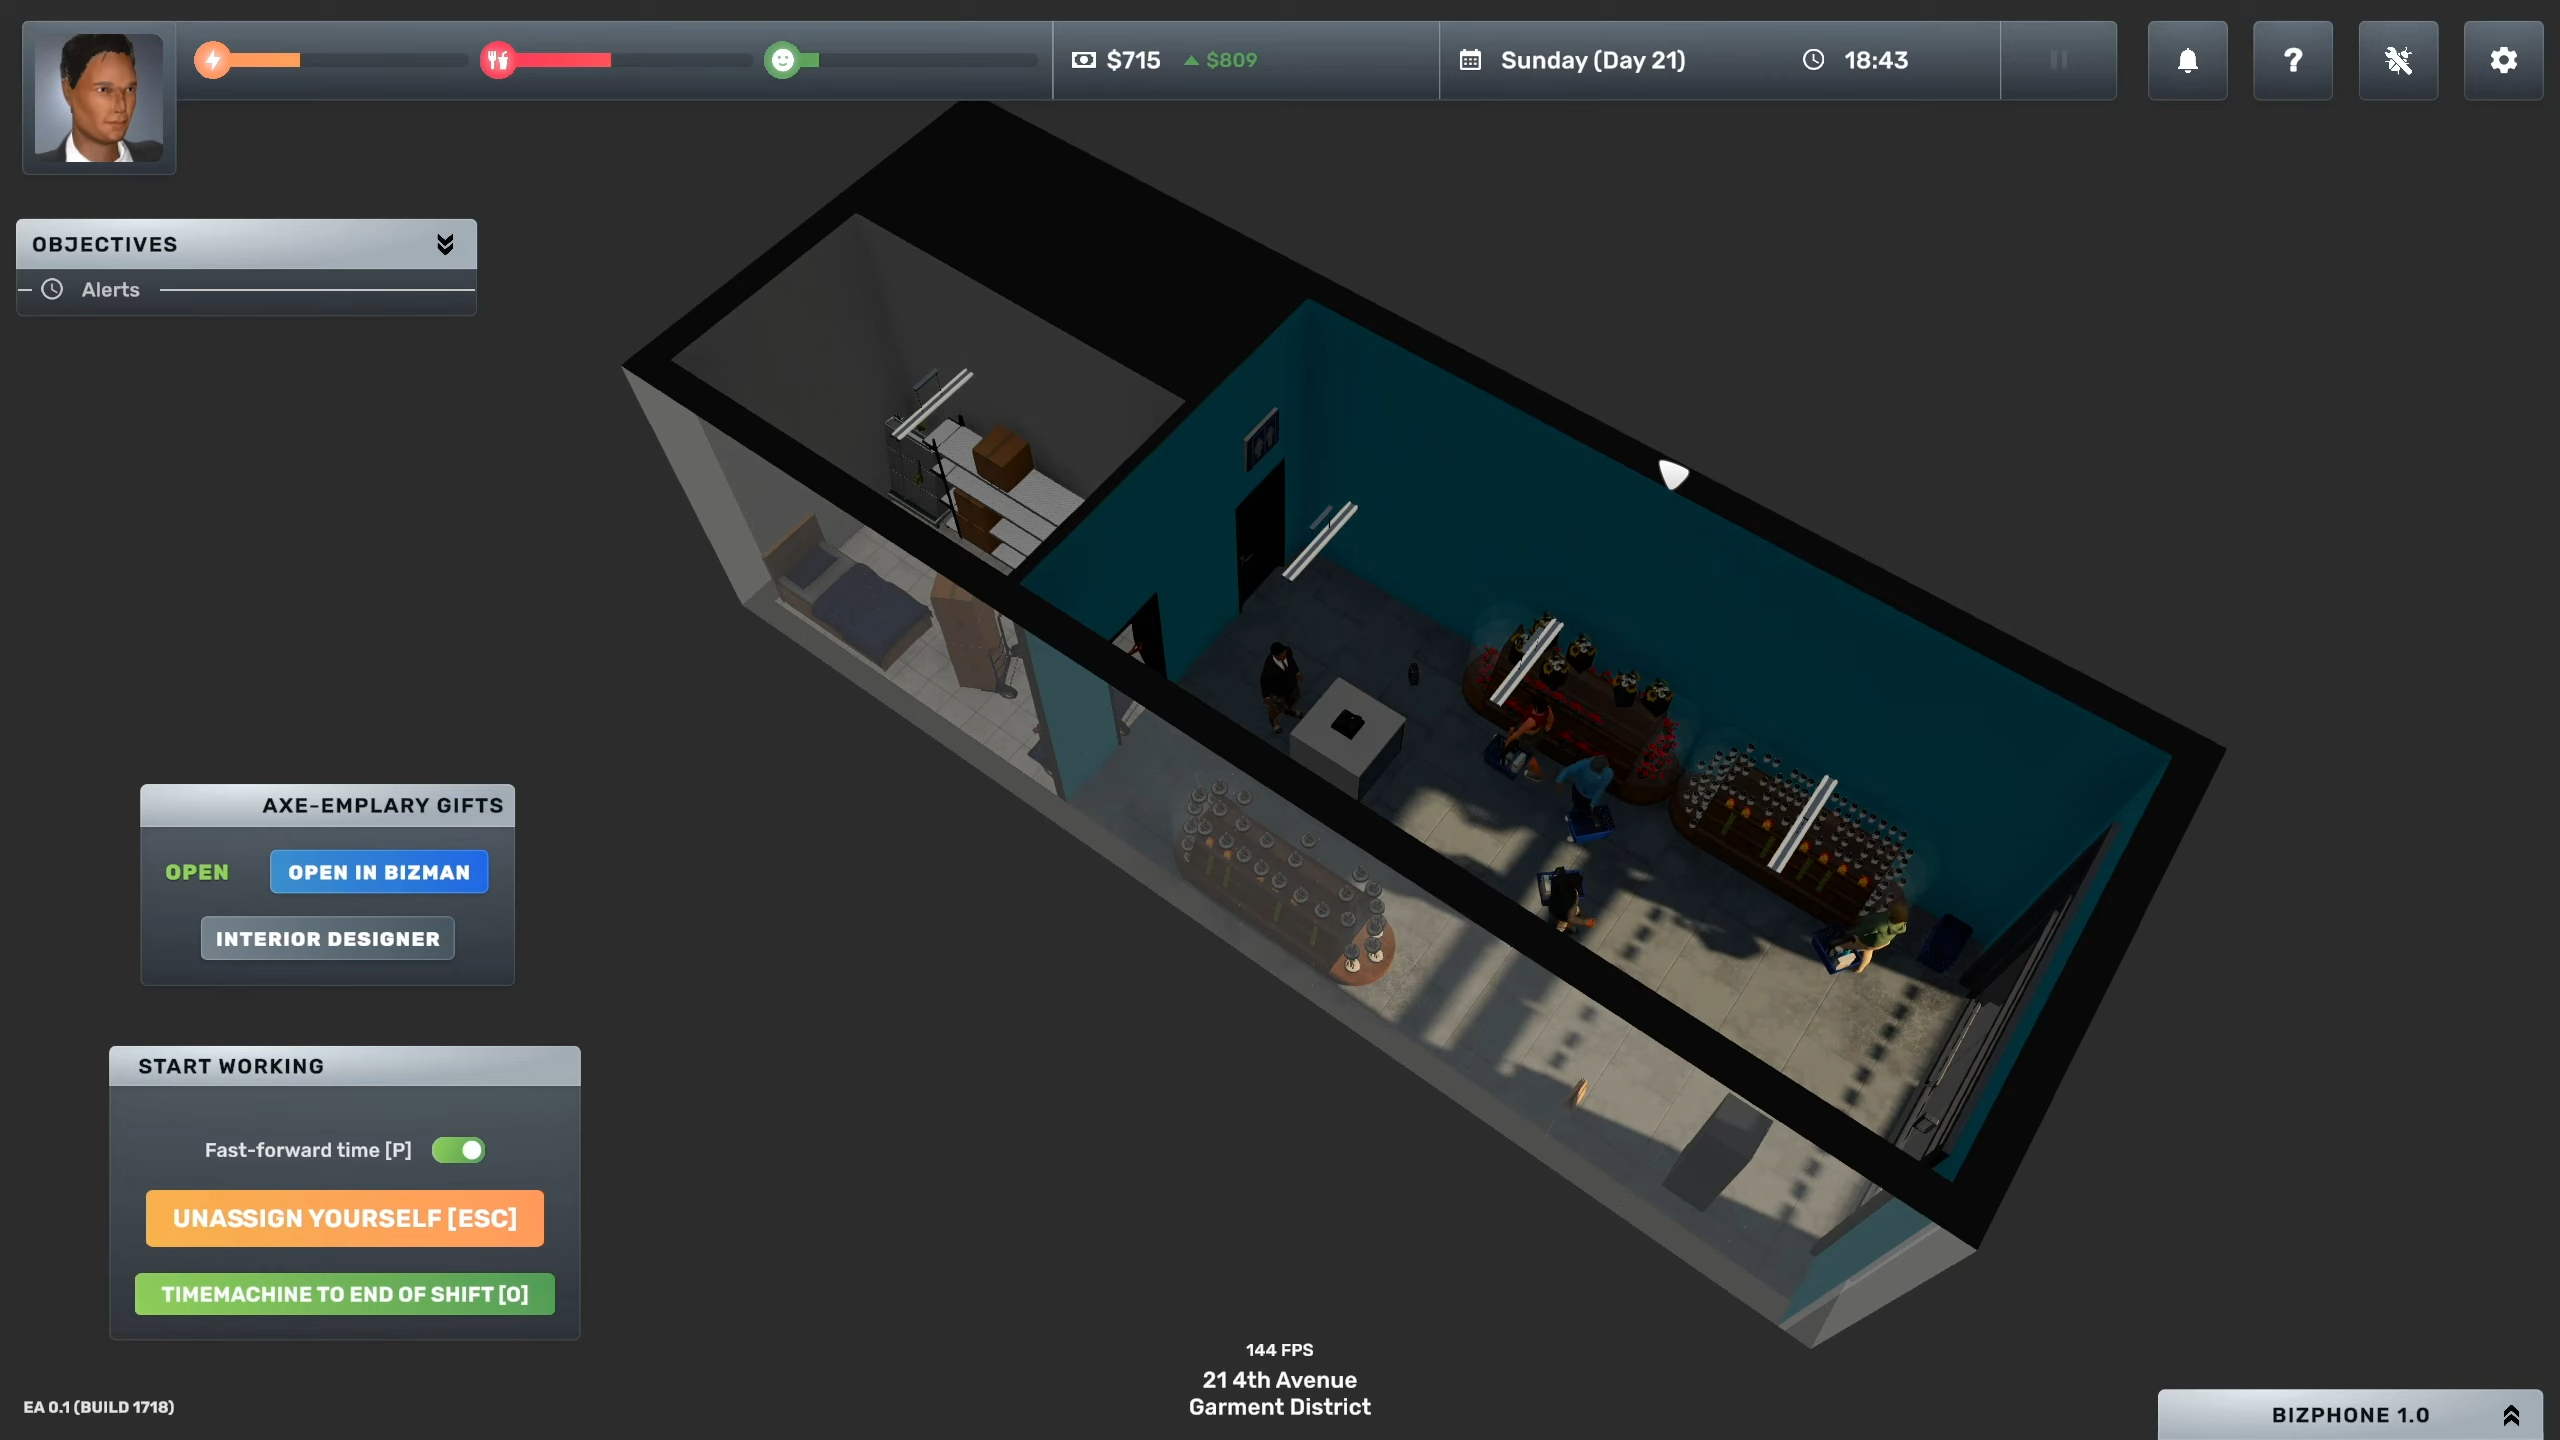 $715 $809
Sunday (Day 21) 18:43
?
OBJECTIVES
Alerts
AXE-EMPLARY GIFTS
OPEN
OPEN IN BIZMAN
INTERIOR DESIGNER
START WORKING
Fast-forward time [P]
UNASSIGN YOURSELF [ESC]
TIMEMACHINE TO END OF SHIFT [O]
144 FPS
21 4th Avenue
Garment District
EA 0.1 (BUILD 1718)
BIZPHONE 1.0